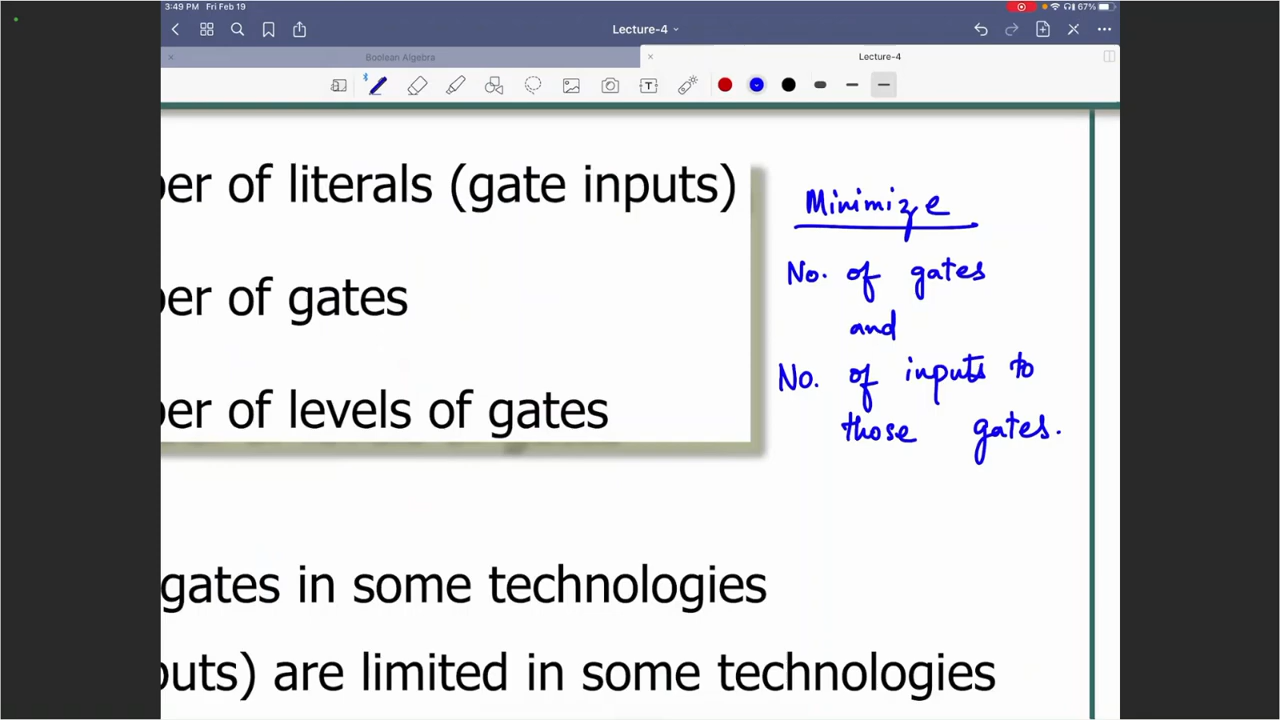 3:49 PM Fri Feb 19
67%
Lecture-4
Boolean Algebra
Lecture-4
T
ber of literals (gate inputs)
Minimize
No. of gates
ber of gates
and
No. of inputs to
ber of levels of gates
those gates.
gates in some technologies
outs) are limited in some technologies